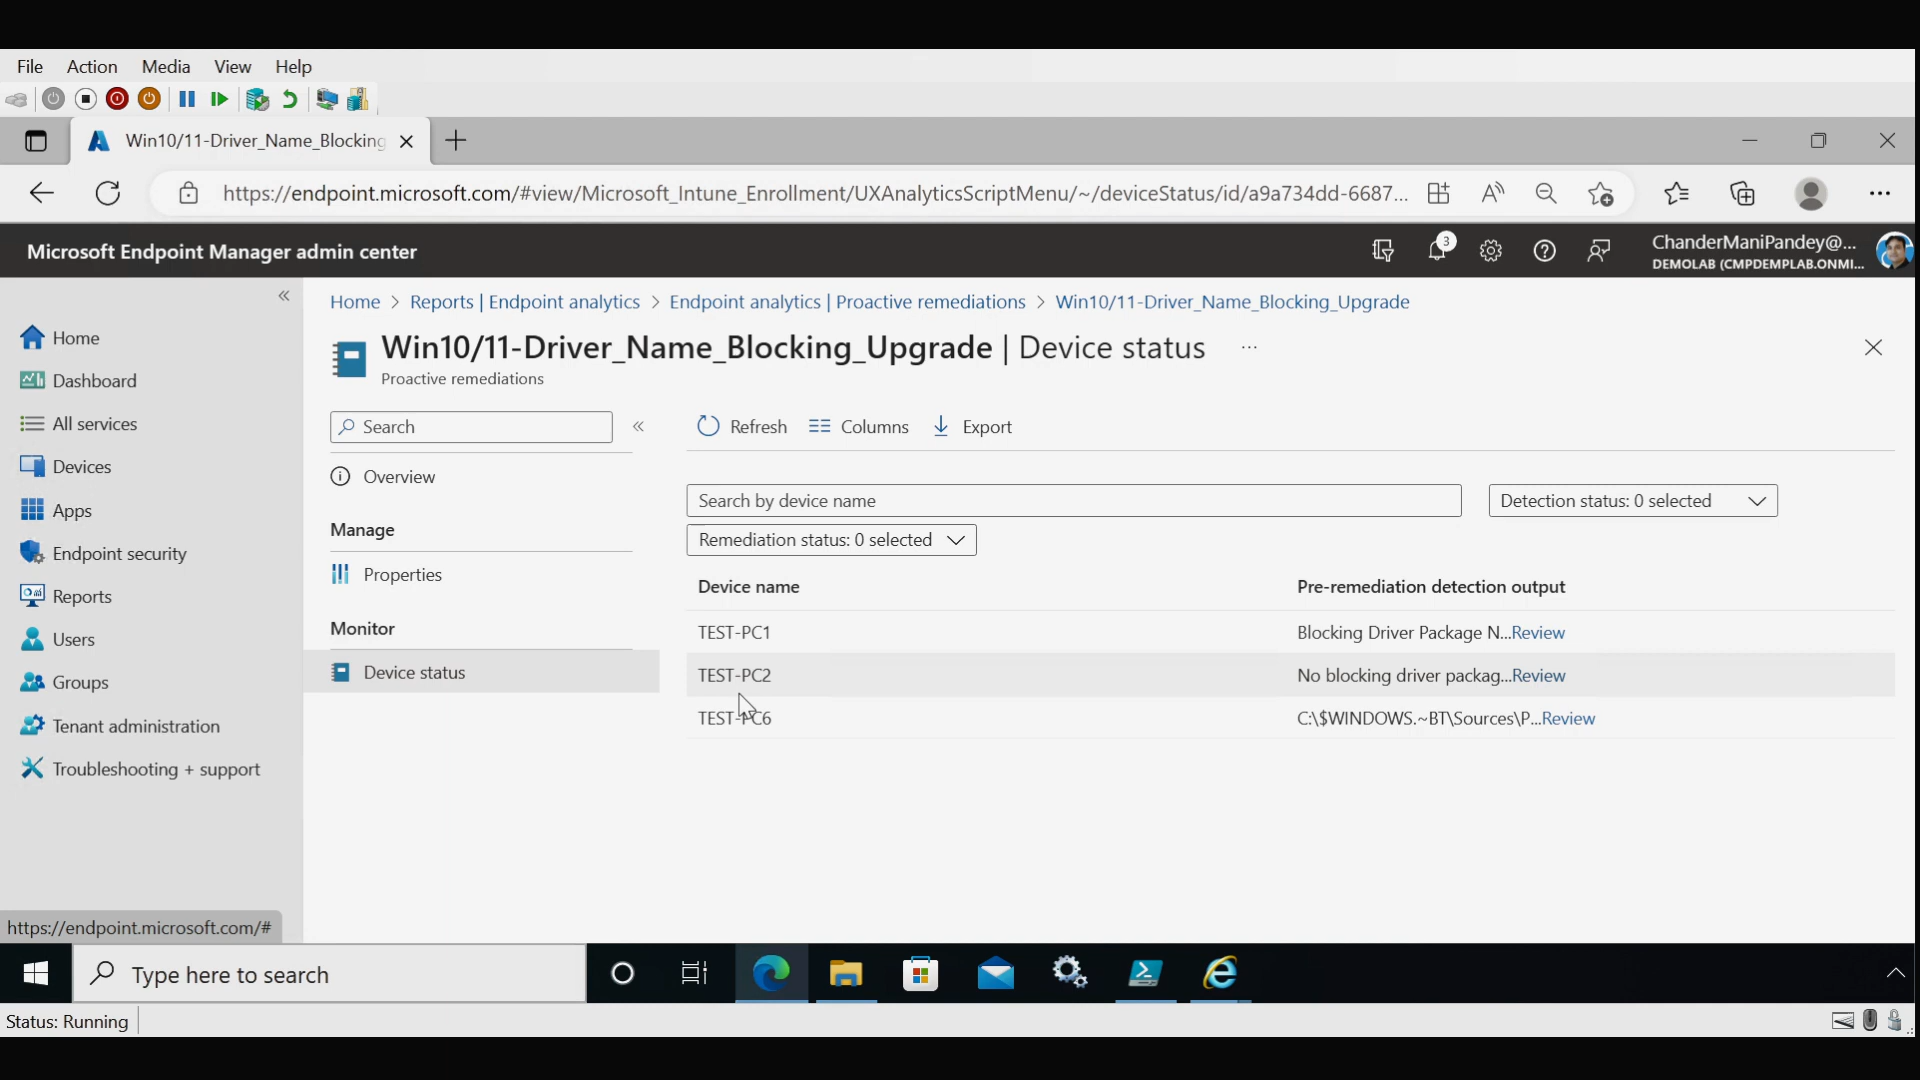 File Action Media View Help
Win10/11-Driver_Name_Blocking
https://endpoint.microsoft.com/#view/Microsoft_Intune_Enrollment/UXAnalyticsScriptMenu/~/deviceStatus/id/a9a734dd-6687...
Microsoft Endpoint Manager admin center
3
ChanderManiPandey@...
DEMOLAB (CMPDEMPLAB.ONMI...
Home > Reports | Endpoint analytics > Endpoint analytics | Proactive remediations > Win10/11-Driver_Name_Blocking_Upgrade
Win10/11-Driver_Name_Blocking_Upgrade | Device status ...
Proactive remediations
Home
Dashboard
All services
Devices
Apps
Endpoint security
Reports
Users
Groups
Tenant administration
Troubleshooting + support
Search
Overview
Manage
Properties
Monitor
Device status
Refresh Columns Export
Search by device name
Detection status: 0 selected
Remediation status: 0 selected
Device name Pre-remediation detection output
TEST-PC1 Blocking Driver Package N...Review
TEST-PC2 No blocking driver packag...Review
TEST-PC6 C:\$WINDOWS.~BT\Sources\P...Review
https://endpoint.microsoft.com/#
Type here to search
Status: Running